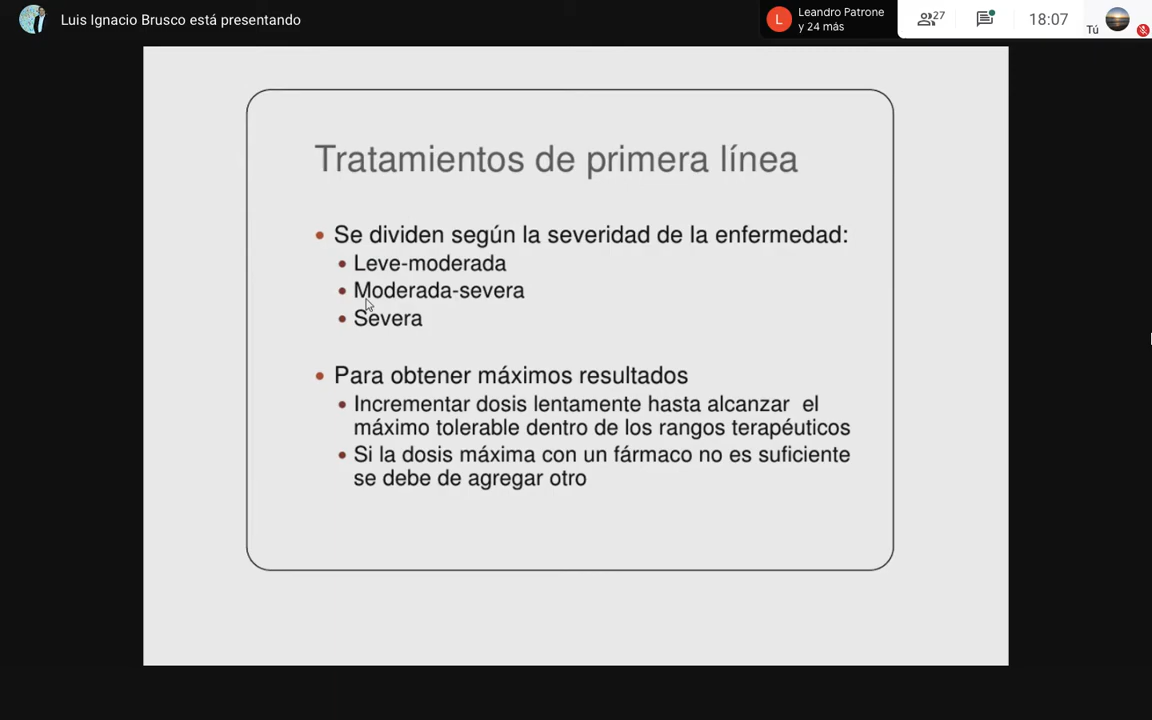 Luis Ignacio Brusco está presentando
L
Leandro Patrone
y 24 más
27
18:07
Tú
Tratamientos de primera línea
• Se dividen según la severidad de la enfermedad:
• Leve-moderada
• Moderada-severa
• Severa
• Para obtener máximos resultados
• Incrementar dosis lentamente hasta alcanzar el
máximo tolerable dentro de los rangos terapéuticos
• Si la dosis máxima con un fármaco no es suficiente
se debe de agregar otro